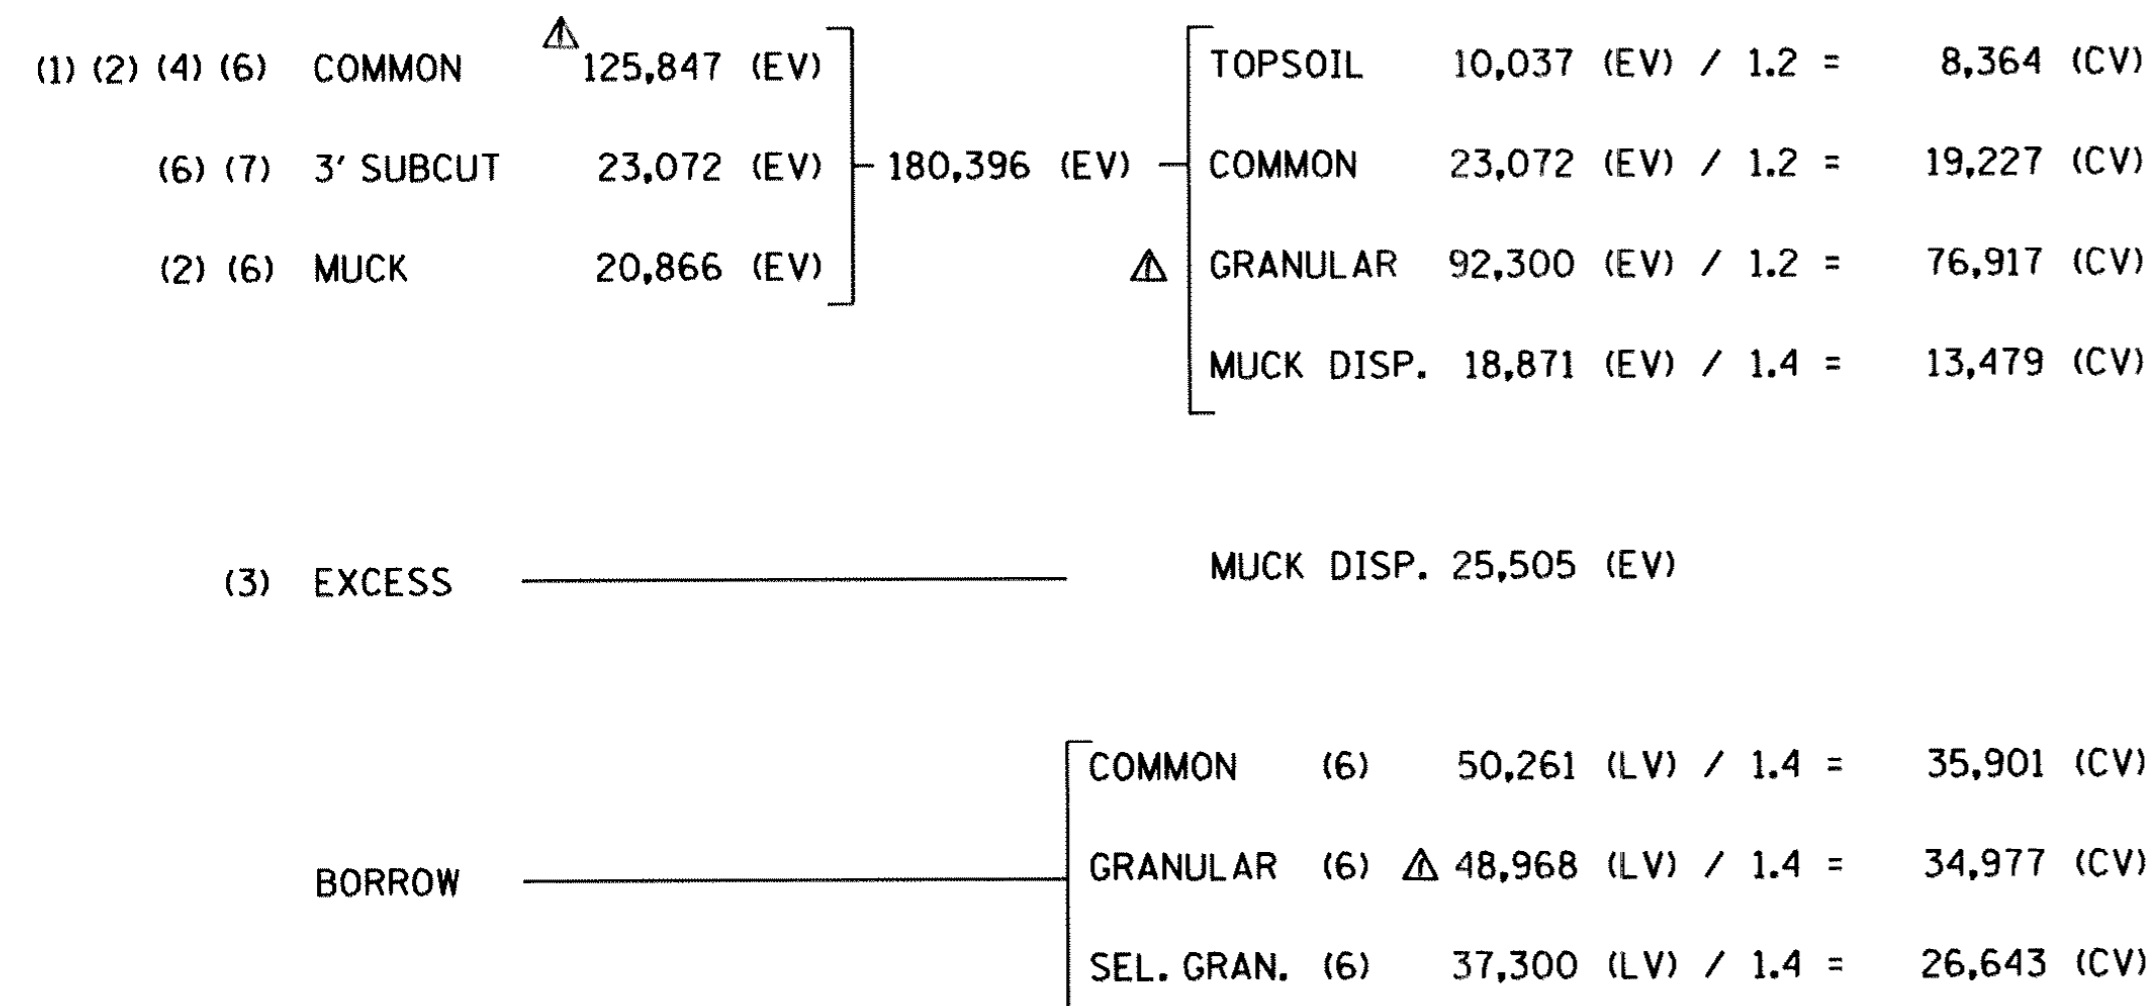 (1) (2) (4) (6) COMMON 125,847 (EV) TOPSOIL 10,037 (EV) / 1.2 = 8,364 (CV)
(6) (7) 3' SUBCUT 23,072 (EV) 180,396 (EV) COMMON 23,072 (EV) / 1.2 = 19,227 (CV)
(2) (6) MUCK 20,866 (EV) GRANULAR 92,300 (EV) / 1.2 = 76,917 (CV)
MUCK DISP. 18,871 (EV) / 1.4 = 13,479 (CV)
(3) EXCESS MUCK DISP. 25,505 (EV)
COMMON (6) 50,261 (LV) / 1.4 = 35,901 (CV)
BORROW GRANULAR (6) 48,968 (LV) / 1.4 = 34,977 (CV)
SEL. GRAN. (6) 37,300 (LV) / 1.4 = 26,643 (CV)